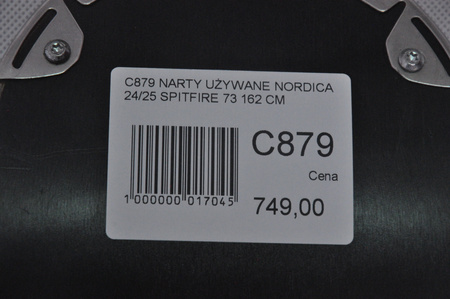 C879 NARTY UŻYWANE NORDICA
24/25 SPITFIRE 73 162 CM
C879
Cena
1 000000 017045
749,00